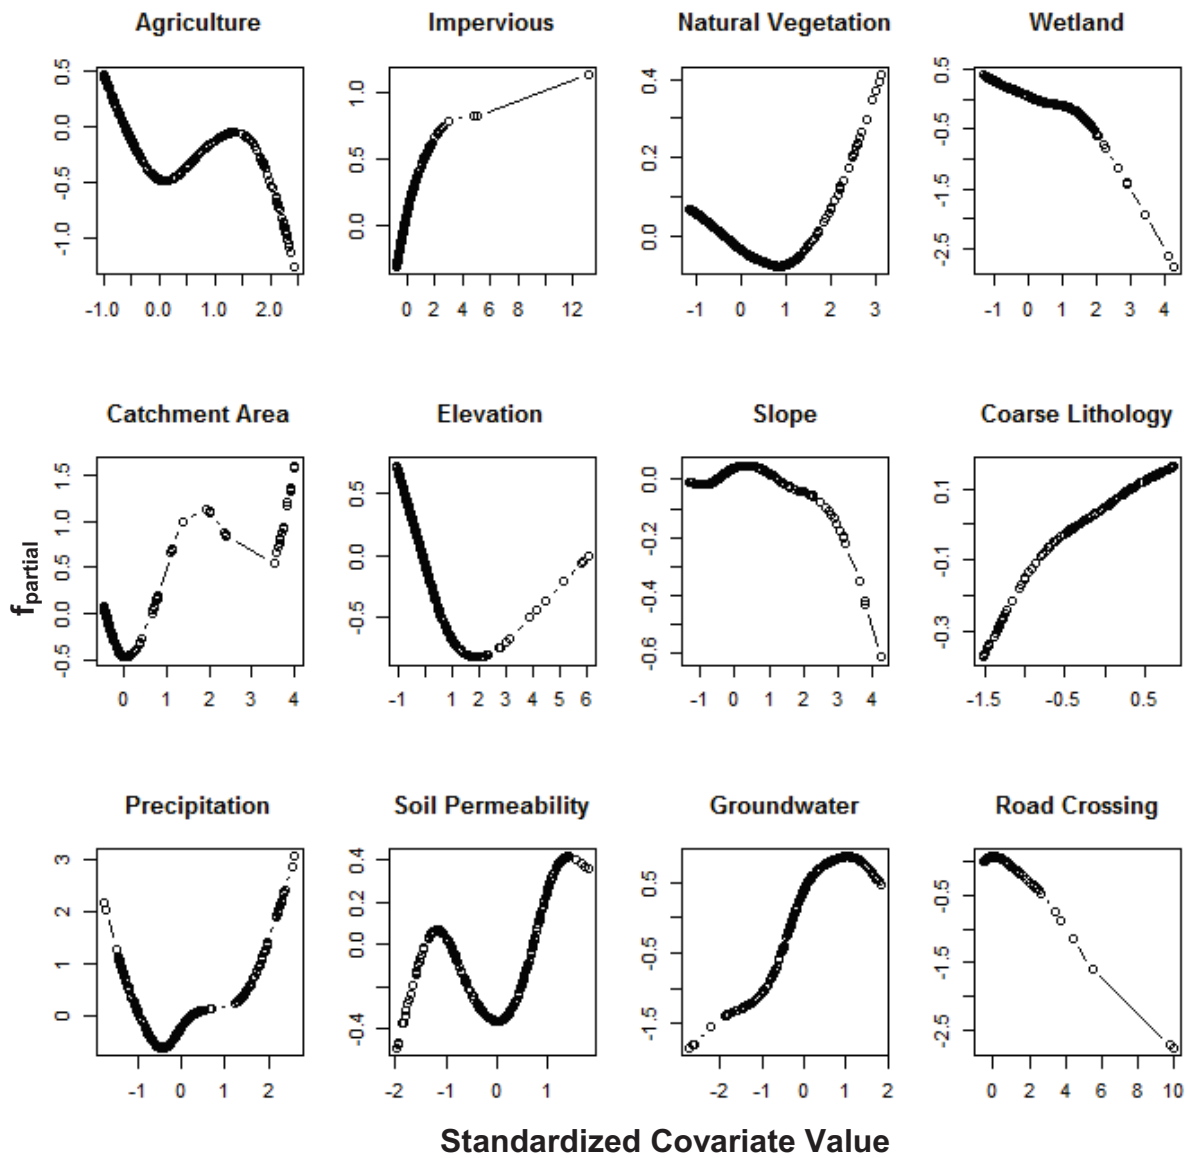 Agriculture Impervious Natural Vegetation Wetland
0.5 0.0 -0.5 -1.0
-1.0 0.0 1.0 2.0
1.0 0.5 0.0
0 2 4 6 8 12
0.4 0.2 0.0
-1 0 1 2 3
0.5 -0.5 -1.5 -2.5
-1 0 1 2 3 4
Catchment Area Elevation Slope Coarse Lithology
fpartial
1.5 1.0 0.5 0.0 -0.5
0 1 2 3 4
0.5 0.0 -0.5
-1 0 1 2 3 4 5 6
0.0 -0.2 -0.4 -0.6
-1 0 1 2 3 4
0.1 -0.1 -0.3
-1.5 -0.5 0.5
Precipitation Soil Permeability Groundwater Road Crossing
3 2 1 0
-1 0 1 2
0.4 0.2 0.0 -0.4
-2 -1 0 1
0.5 -0.5 -1.5
-2 -1 0 1 2
-0.5 -1.5 -2.5
0 2 4 6 8 10
Standardized Covariate Value